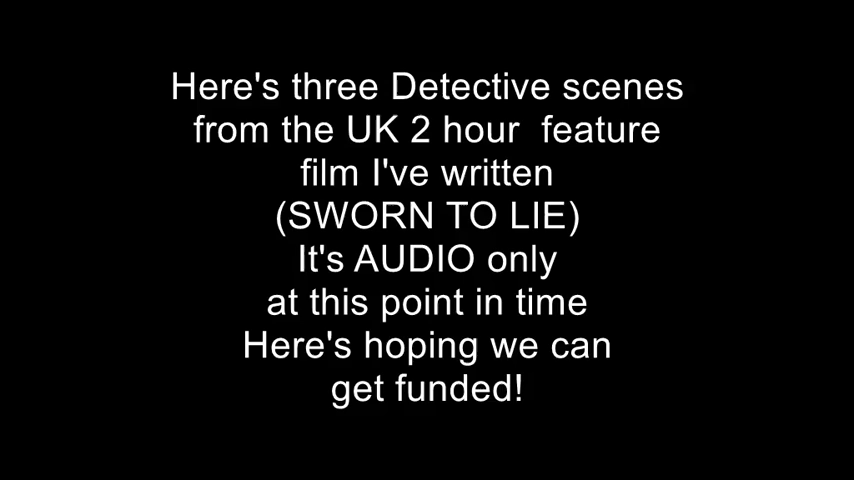 Here's three Detective scenes
from the UK 2 hour  feature
film I've written
(SWORN TO LIE)
It's AUDIO only
at this point in time
Here's hoping we can
get funded!